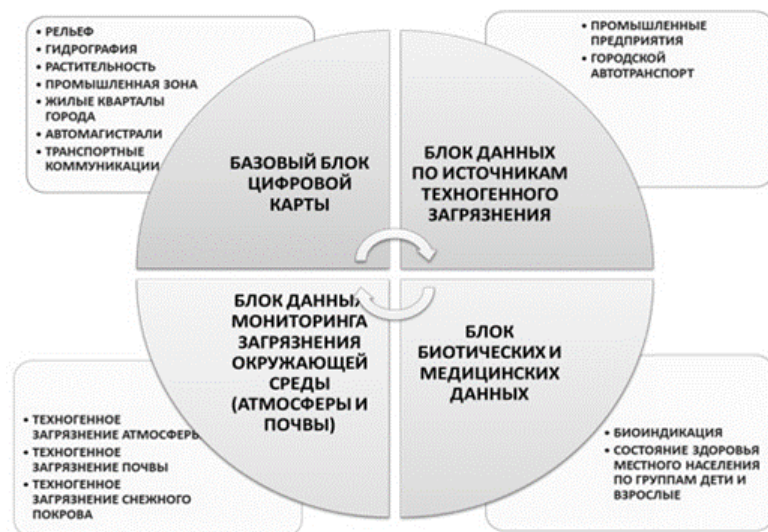 • РЕЛЬЕФ
• ГИДРОГРАФИЯ
• РАСТИТЕЛЬНОСТЬ
• ПРОМЫШЛЕННАЯ ЗОНА
• ЖИЛЫЕ КВАРТАЛЫ
ГОРОДА
• АВТОМАГИСТРАЛИ
• ТРАНСПОРТНЫЕ
КОММУНИКАЦИИ
БАЗОВЫЙ БЛОК
ЦИФРОВОЙ
КАРТЫ
• ПРОМЫШЛЕННЫЕ
ПРЕДПРИЯТИЯ
• ГОРОДСКОЙ
АВТОТРАНСПОРТ
БЛОК ДАННЫХ
ПО ИСТОЧНИКАМ
ТЕХНОГЕННОГО
ЗАГРЯЗНЕНИЯ
БЛОК ДАННЫХ
МОНИТОРИНГА
ЗАГРЯЗНЕНИЯ
ОКРУЖАЮЩЕЙ
СРЕДЫ
(АТМОСФЕРЫ И
ПОЧВЫ)
• ТЕХНОГЕННОЕ
ЗАГРЯЗНЕНИЕ АТМОСФЕРЫ
• ТЕХНОГЕННОЕ
ЗАГРЯЗНЕНИЕ ПОЧВЫ
• ТЕХНОГЕННОЕ
ЗАГРЯЗНЕНИЕ СНЕЖНОГО
ПОКРОВА
БЛОК
БИОТИЧЕСКИХ И
МЕДИЦИНСКИХ
ДАННЫХ
• БИОИНДИКАЦИЯ
• СОСТОЯНИЕ ЗДОРОВЬЯ
МЕСТНОГО НАСЕЛЕНИЯ
ПО ГРУППАМ ДЕТИ И
ВЗРОСЛЫЕ